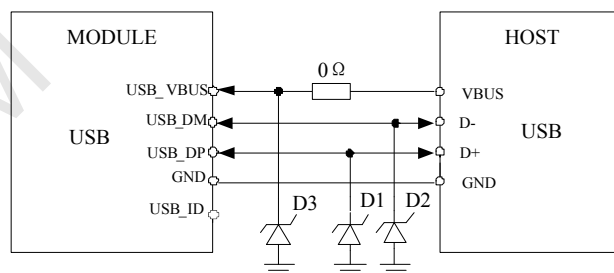 MODULE
HOST
0 Ω
USB_VBUS
VBUS
USB_DM
D-
USB
USB
USB_DP
D+
GND
GND
USB_ID
D3
D1
D2